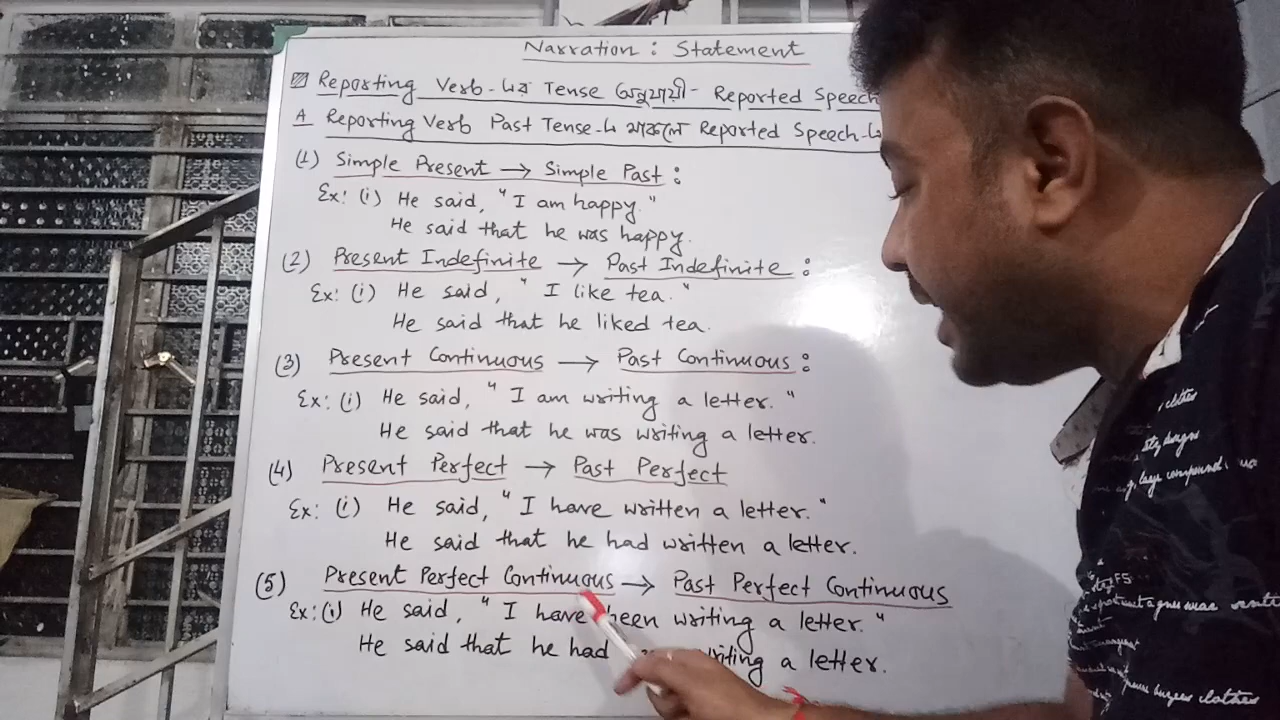 Narration : Statement
Reporting Verb-এর Tense অনুযায়ী- Reported Speech
A Reporting Verb Past Tense-এ থাকলে Reported Speech-এ
(1) Simple Present → Simple Past :
Ex: (i) He said, "I am happy."
He said that he was happy.
(2) Present Indefinite → Past Indefinite :
Ex: (i) He said, "I like tea."
He said that he liked tea.
(3) Present Continuous → Past Continuous :
Ex: (i) He said, "I am writing a letter."
He said that he was writing a letter.
(4) Present Perfect → Past Perfect
Ex: (i) He said, "I have written a letter."
He said that he had written a letter.
(5) Present Perfect Continuous → Past Perfect Continuous
Ex: (i) He said, "I have been writing a letter."
He said that he had writing a letter.